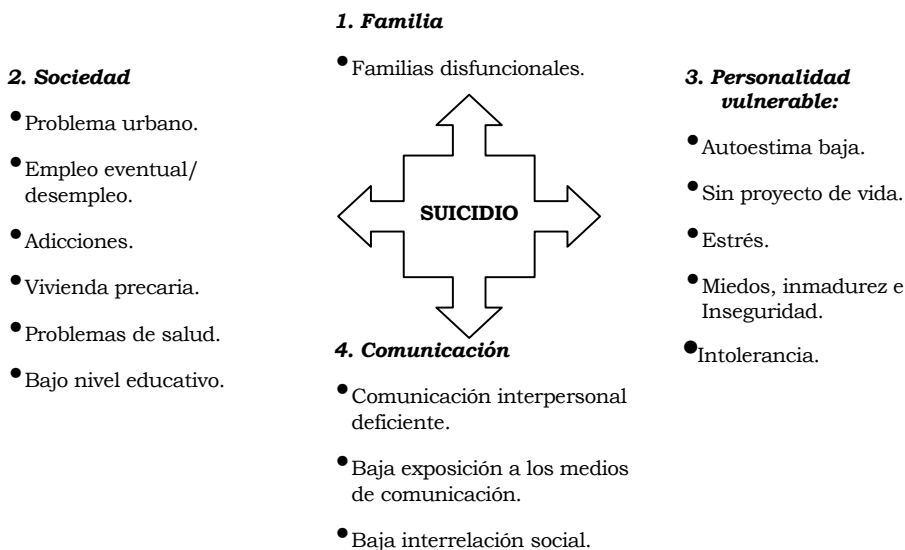 1. Familia
• Familias disfuncionales.
2. Sociedad
• Problema urbano.
• Empleo eventual/
desempleo.
• Adicciones.
• Vivienda precaria.
• Problemas de salud.
• Bajo nivel educativo.
SUICIDIO
3. Personalidad
vulnerable:
• Autoestima baja.
• Sin proyecto de vida.
• Estrés.
• Miedos, inmadurez e
Inseguridad.
• Intolerancia.
4. Comunicación
• Comunicación interpersonal
deficiente.
• Baja exposición a los medios
de comunicación.
• Baja interrelación social.